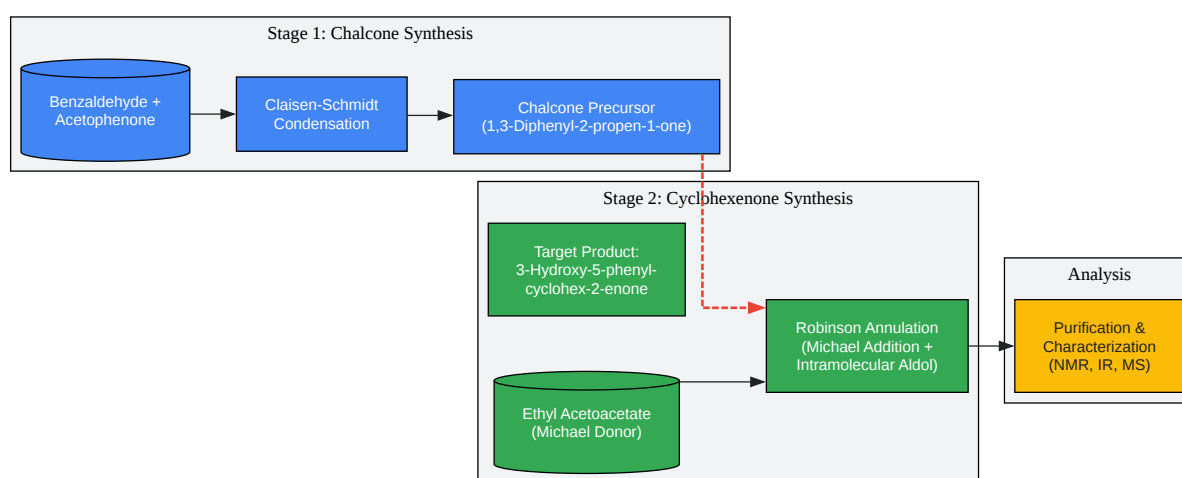 Stage 1: Chalcone Synthesis
Benzaldehyde +
Acetophenone
Claisen-Schmidt
Condensation
Chalcone Precursor
(1,3-Diphenyl-2-propen-1-one)
Stage 2: Cyclohexenone Synthesis
Target Product:
3-Hydroxy-5-phenyl-
cyclohex-2-enone
Robinson Annulation
(Michael Addition +
Intramolecular Aldol)
Ethyl Acetoacetate
(Michael Donor)
Analysis
Purification &
Characterization
(NMR, IR, MS)